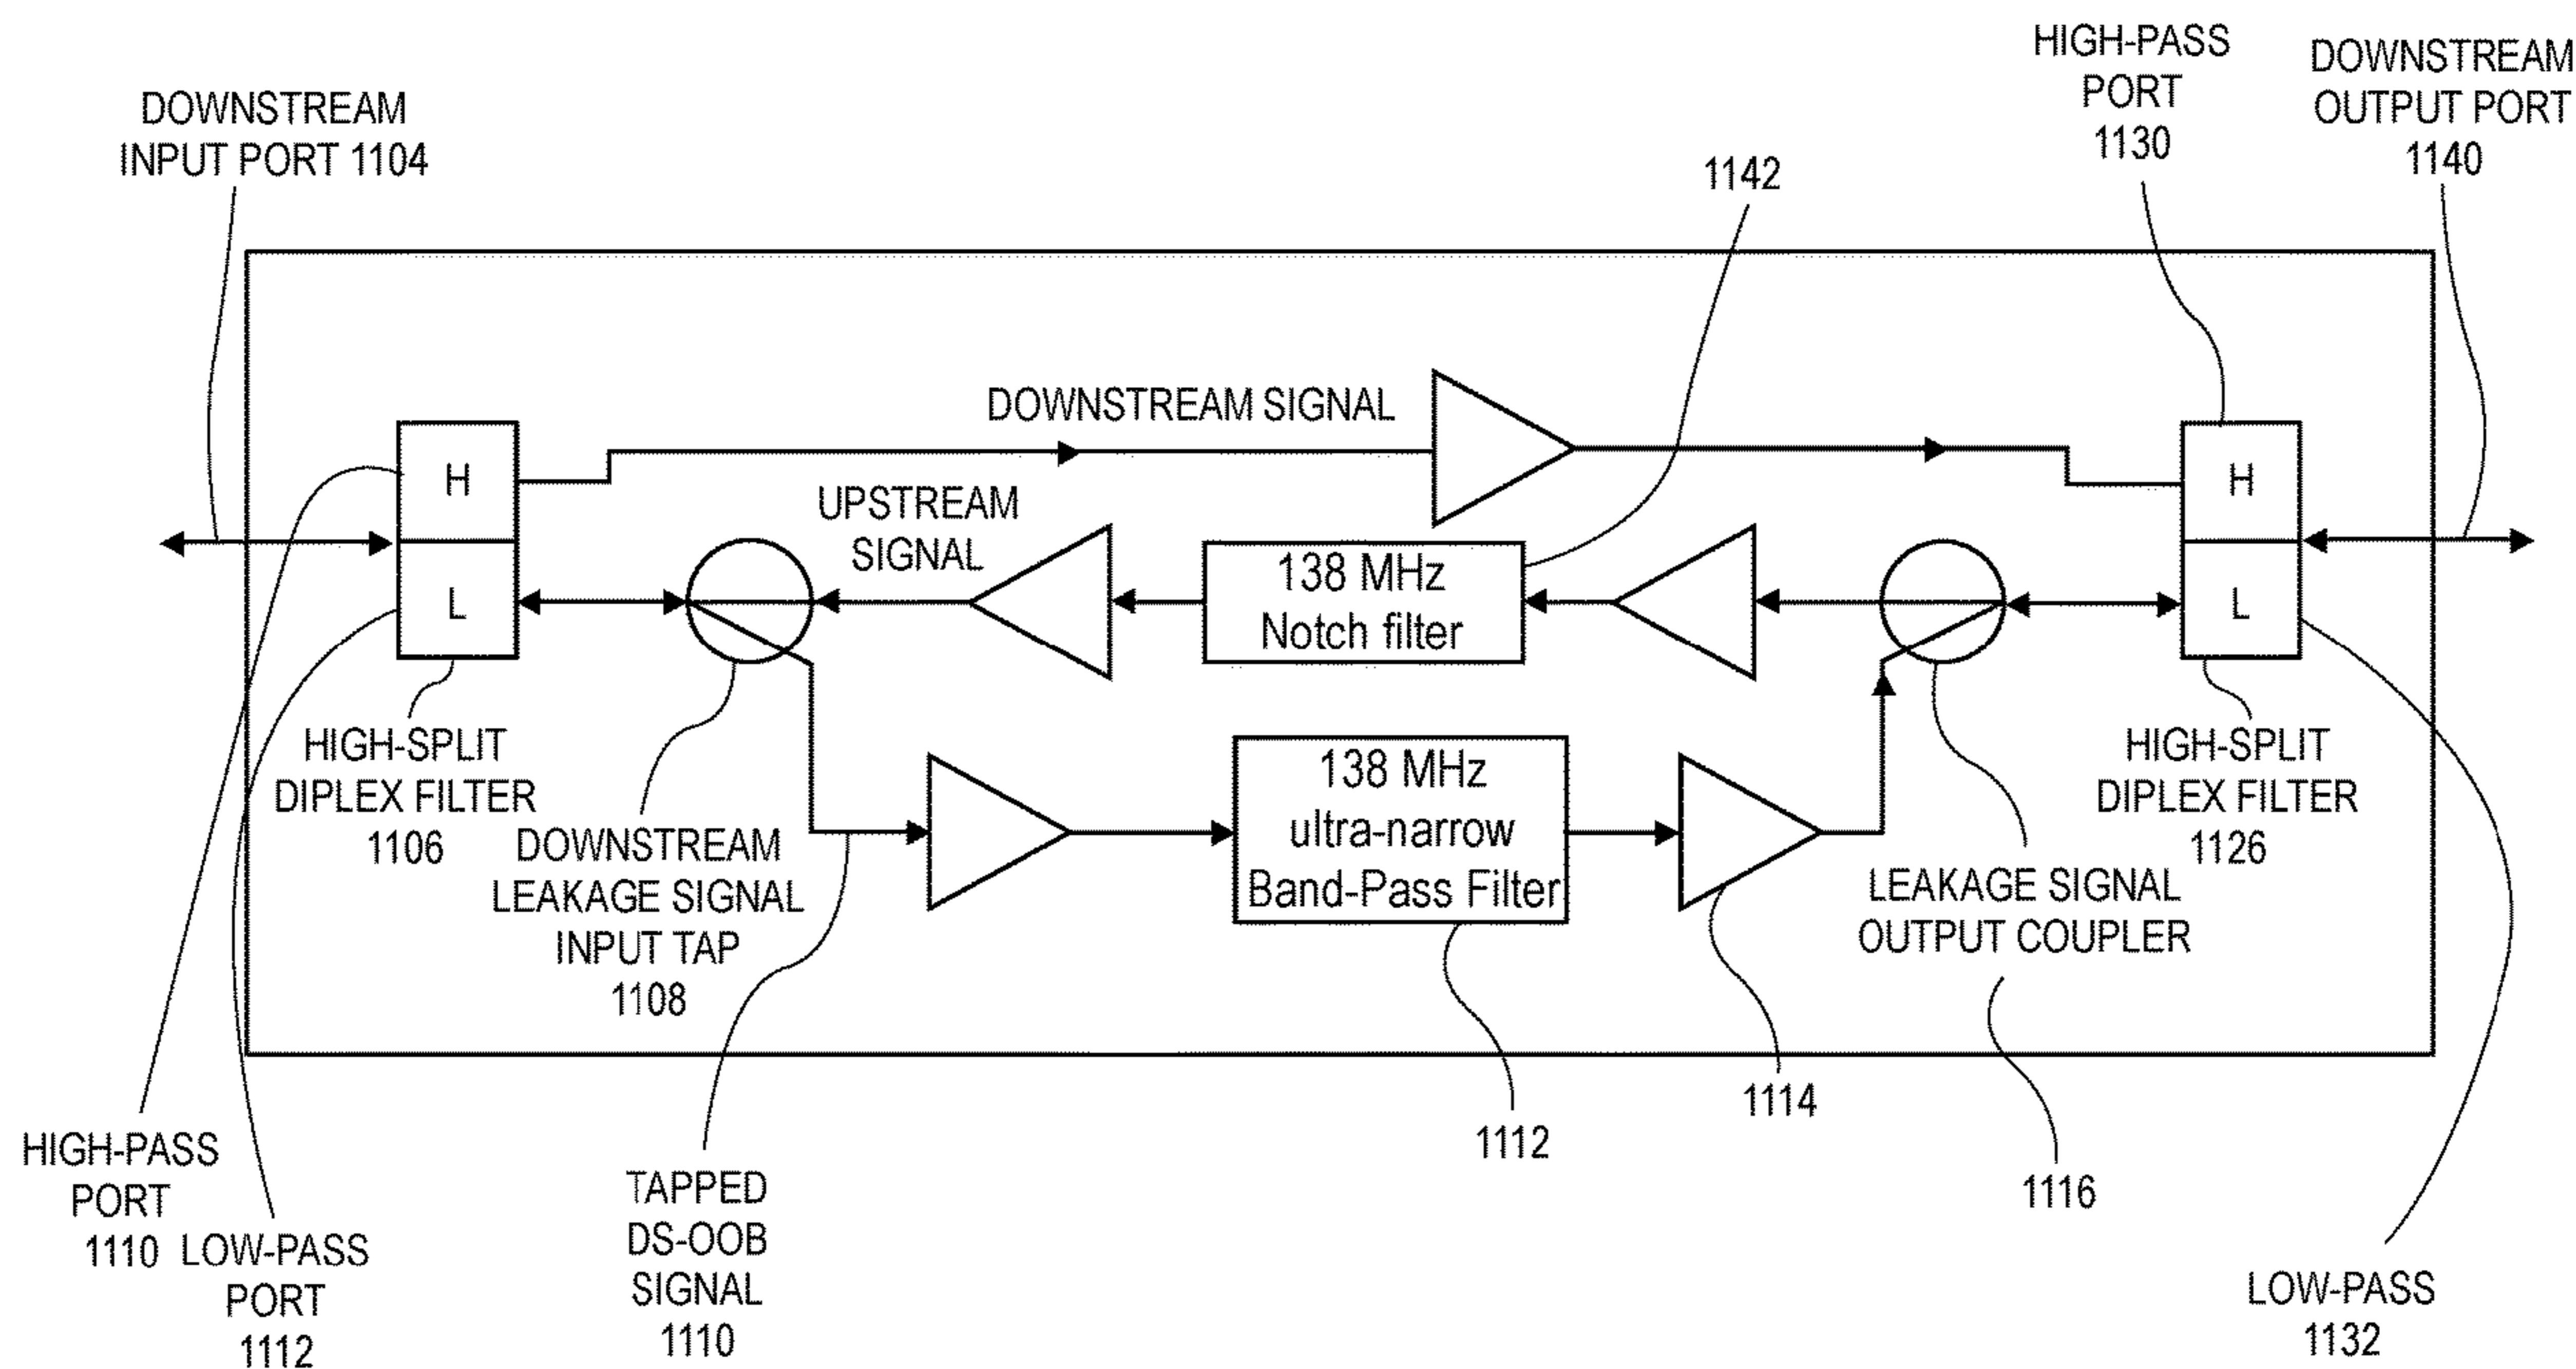 HIGH-PASS
PORT
1130
DOWNSTREAM
OUTPUT PORT
1140
DOWNSTREAM
INPUT PORT 1104
1142
DOWNSTREAM SIGNAL
H
H
UPSTREAM
SIGNAL
138 MHz
Notch filter
L
L
HIGH-SPLIT
DIPLEX FILTER
1106
DOWNSTREAM
LEAKAGE SIGNAL
INPUT TAP
1108
138 MHz
ultra-narrow
Band-Pass Filter
HIGH-SPLIT
DIPLEX FILTER
1126
LEAKAGE SIGNAL
OUTPUT COUPLER
1114
1112
1116
HIGH-PASS
PORT
1110
LOW-PASS
PORT
1112
TAPPED
DS-OOB
SIGNAL
1110
LOW-PASS
1132